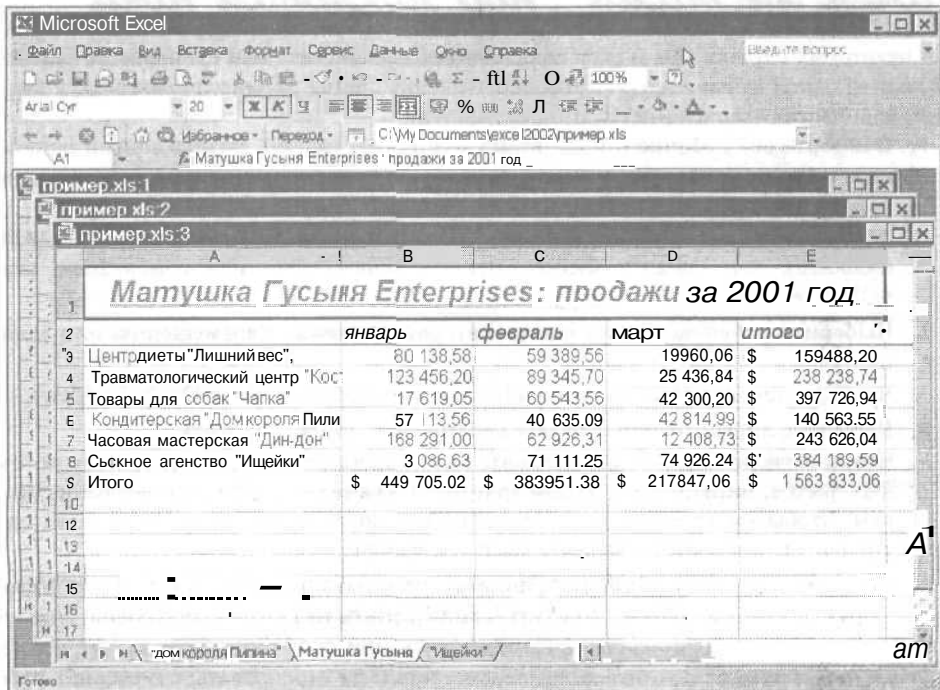 Microsoft Excel
Файл Правка Вид Вставка Формат Сервис Данные Окно Справка Введите вопрос
100%
Arial Cyr 20 Ж К Ч %
Избранное Переход C:\My Documents\excel2002\пример.xls
A1 fx Матушка Гусыня Enterprises: продажи за 2001 год
пример.xls:1
пример.xls:2
пример.xls:3
A B C D E
1 Матушка Гусыня Enterprises: продажи за 2001 год
2 январь февраль март итого
3 Центр диеты "Лишний вес", 80 138,58 59 389,56 19960,06 $ 159488,20
4 Травматологический центр "Кос 123 456,20 89 345,70 25 436,84 $ 238 238,74
5 Товары для собак "Чапка" 17 619,05 60 543,56 42 300,20 $ 397 726,94
E Кондитерская "Дом короля Пили 57 113,56 40 635.09 42 814,99 $ 140 563.55
7 Часовая мастерская "Дин-дон" 168 291,00 62 926,31 12 408,73 $ 243 626,04
8 Сьскное агенство "Ищейки" 3 086,63 71 111.25 74 926.24 $ 384 189,59
S Итого $ 449 705.02 $ 383951.38 $ 217847,06 $ 1 563 833,06
10
12
13
14
15
16
17
"дом короля Пипина" Матушка Гусыня "Ищейки"
Готово